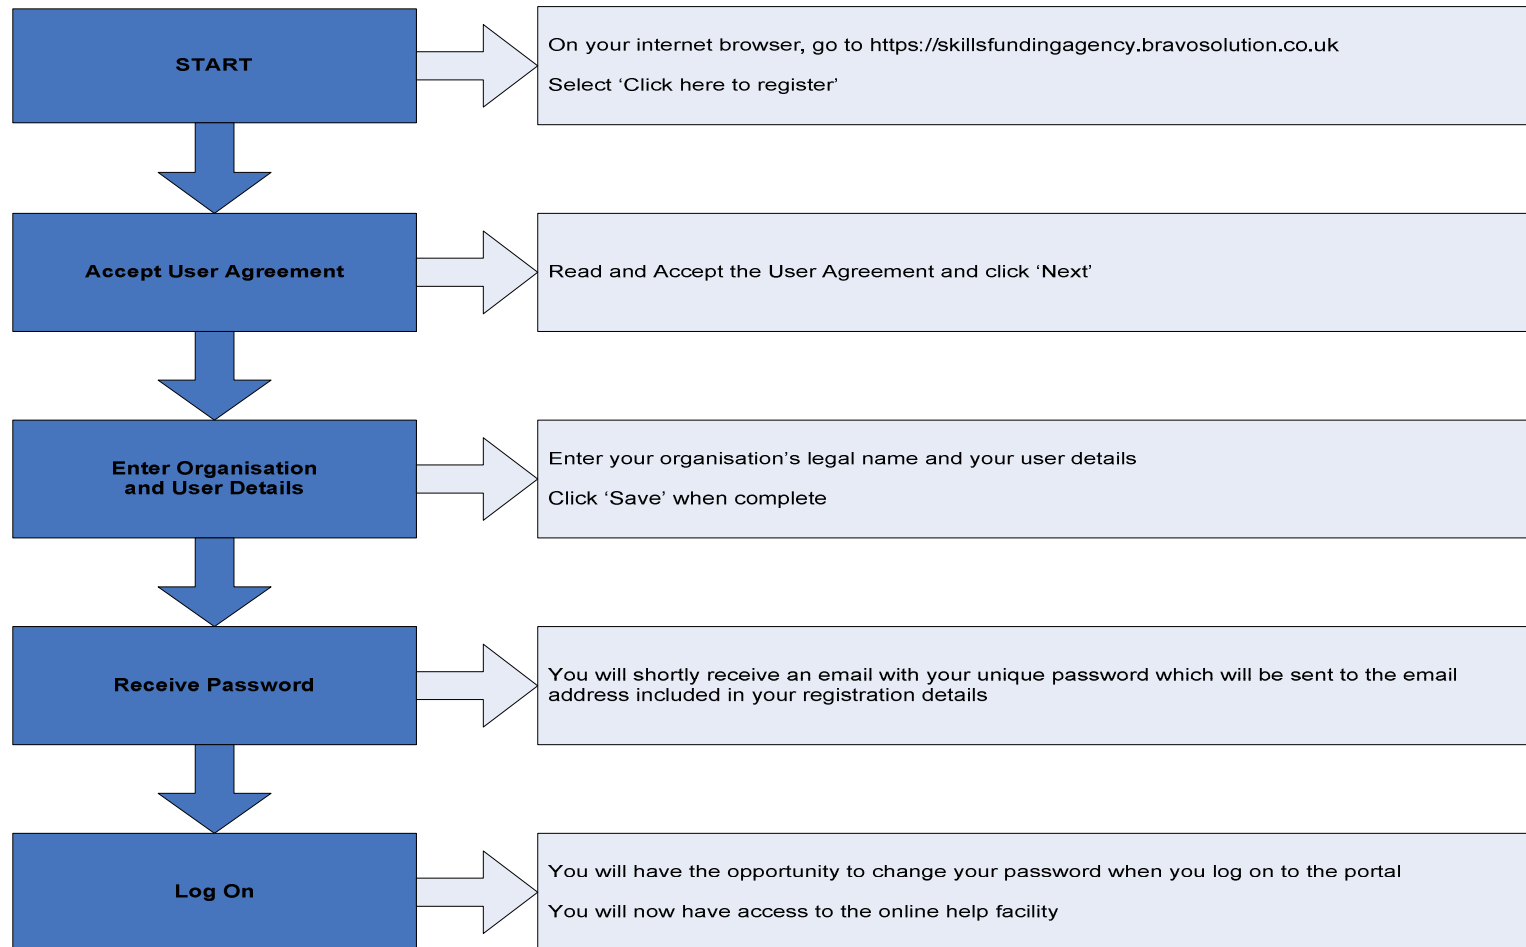 START
On your internet browser, go to https://skillsfundingagency.bravosolution.co.uk
Select ‘Click here to register’
Accept User Agreement
Read and Accept the User Agreement and click ‘Next’
Enter Organisation
and User Details
Enter your organisation’s legal name and your user details
Click ‘Save’ when complete
Receive Password
You will shortly receive an email with your unique password which will be sent to the email
address included in your registration details
Log On
You will have the opportunity to change your password when you log on to the portal
You will now have access to the online help facility